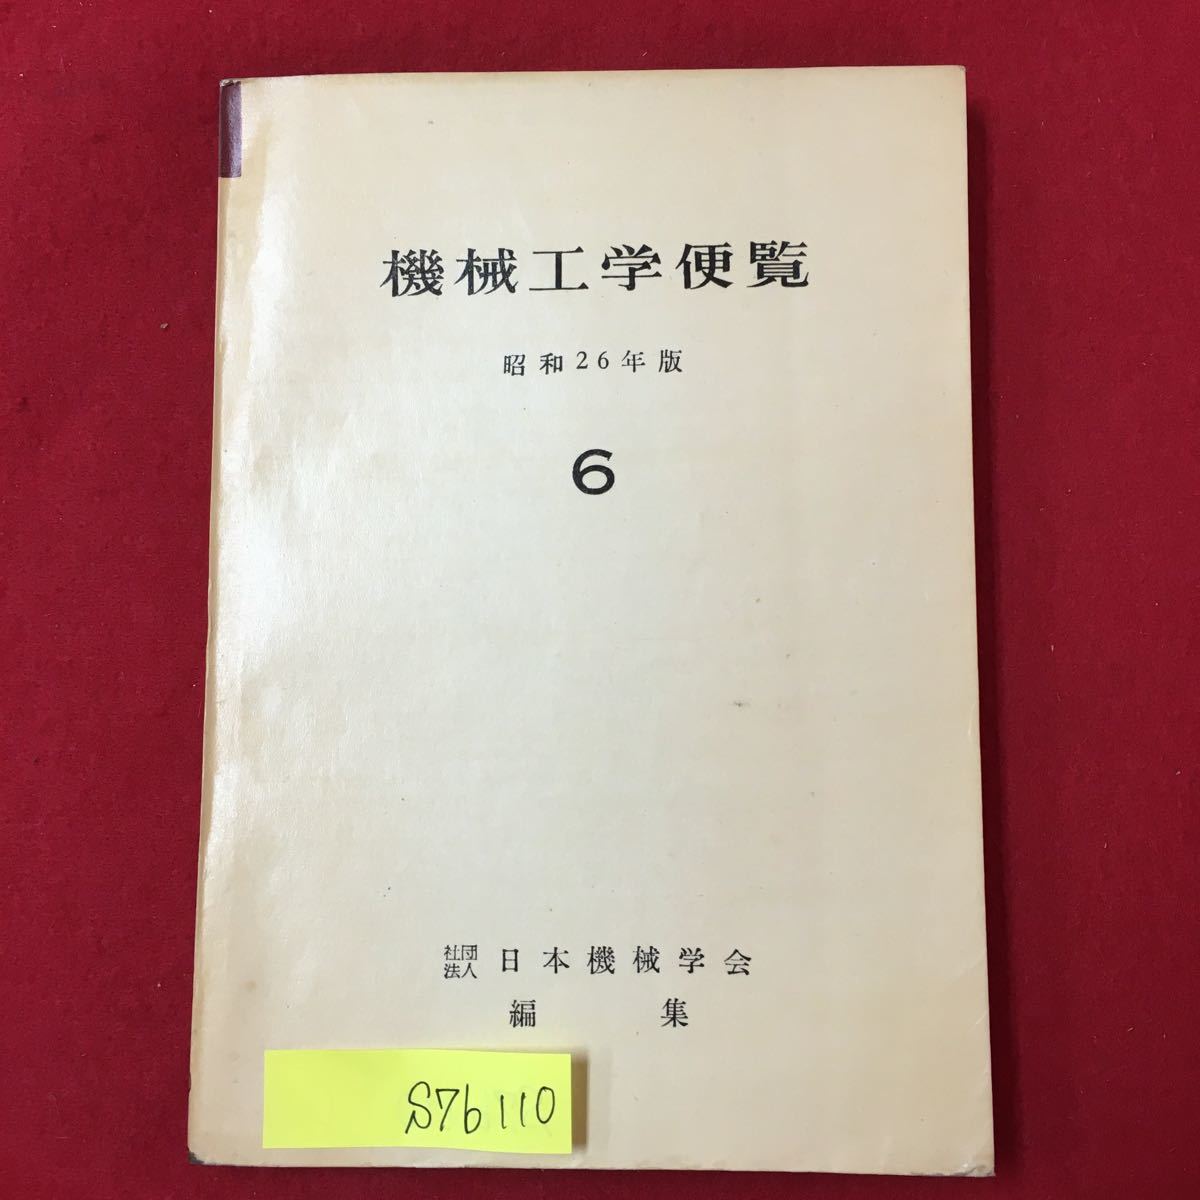 機械工学便覧
昭和26年版
6
社団法人 日本機械学会
編集
S76110